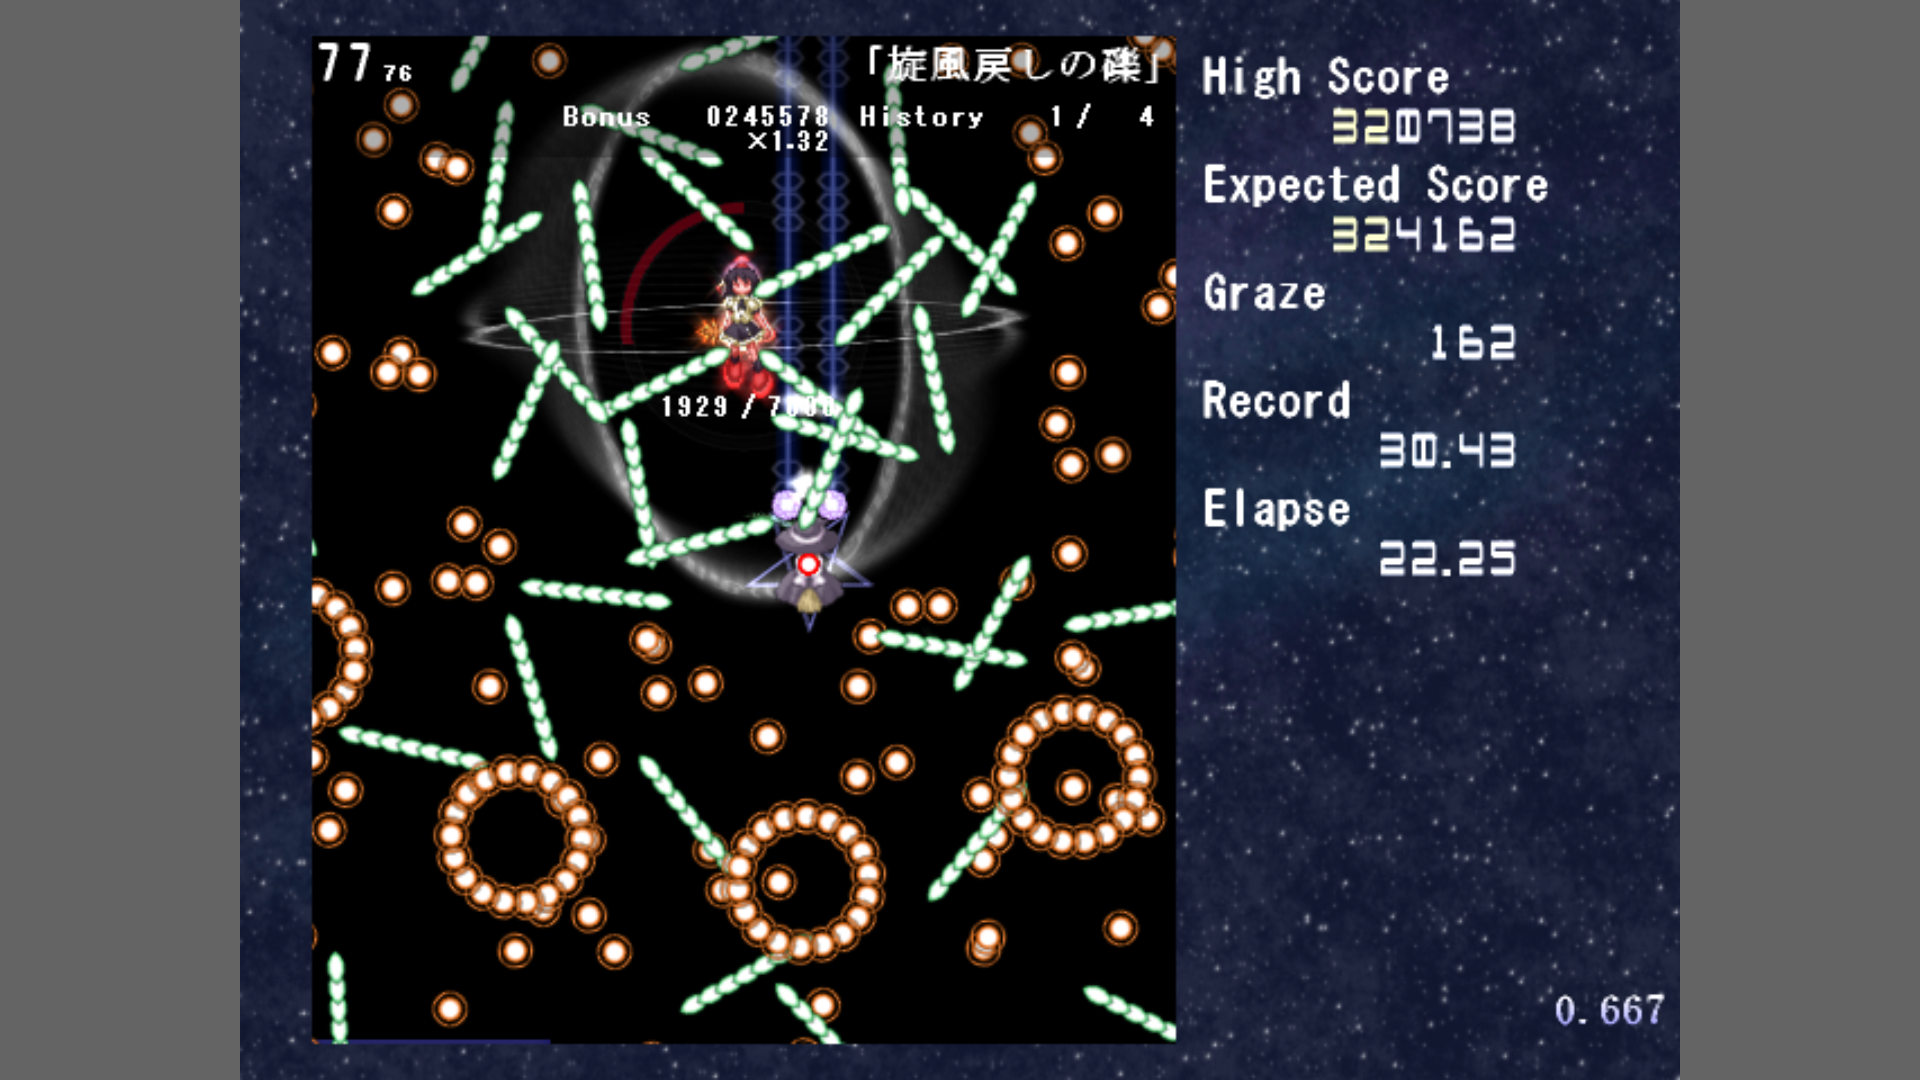 77 76
「旋風戻しの礫」
Bonus 0245578 History 1/ 4
×1.32
1929 / 7000
High Score
320738
Expected Score
324162
Graze
162
Record
30.43
Elapse
22.25
0.667